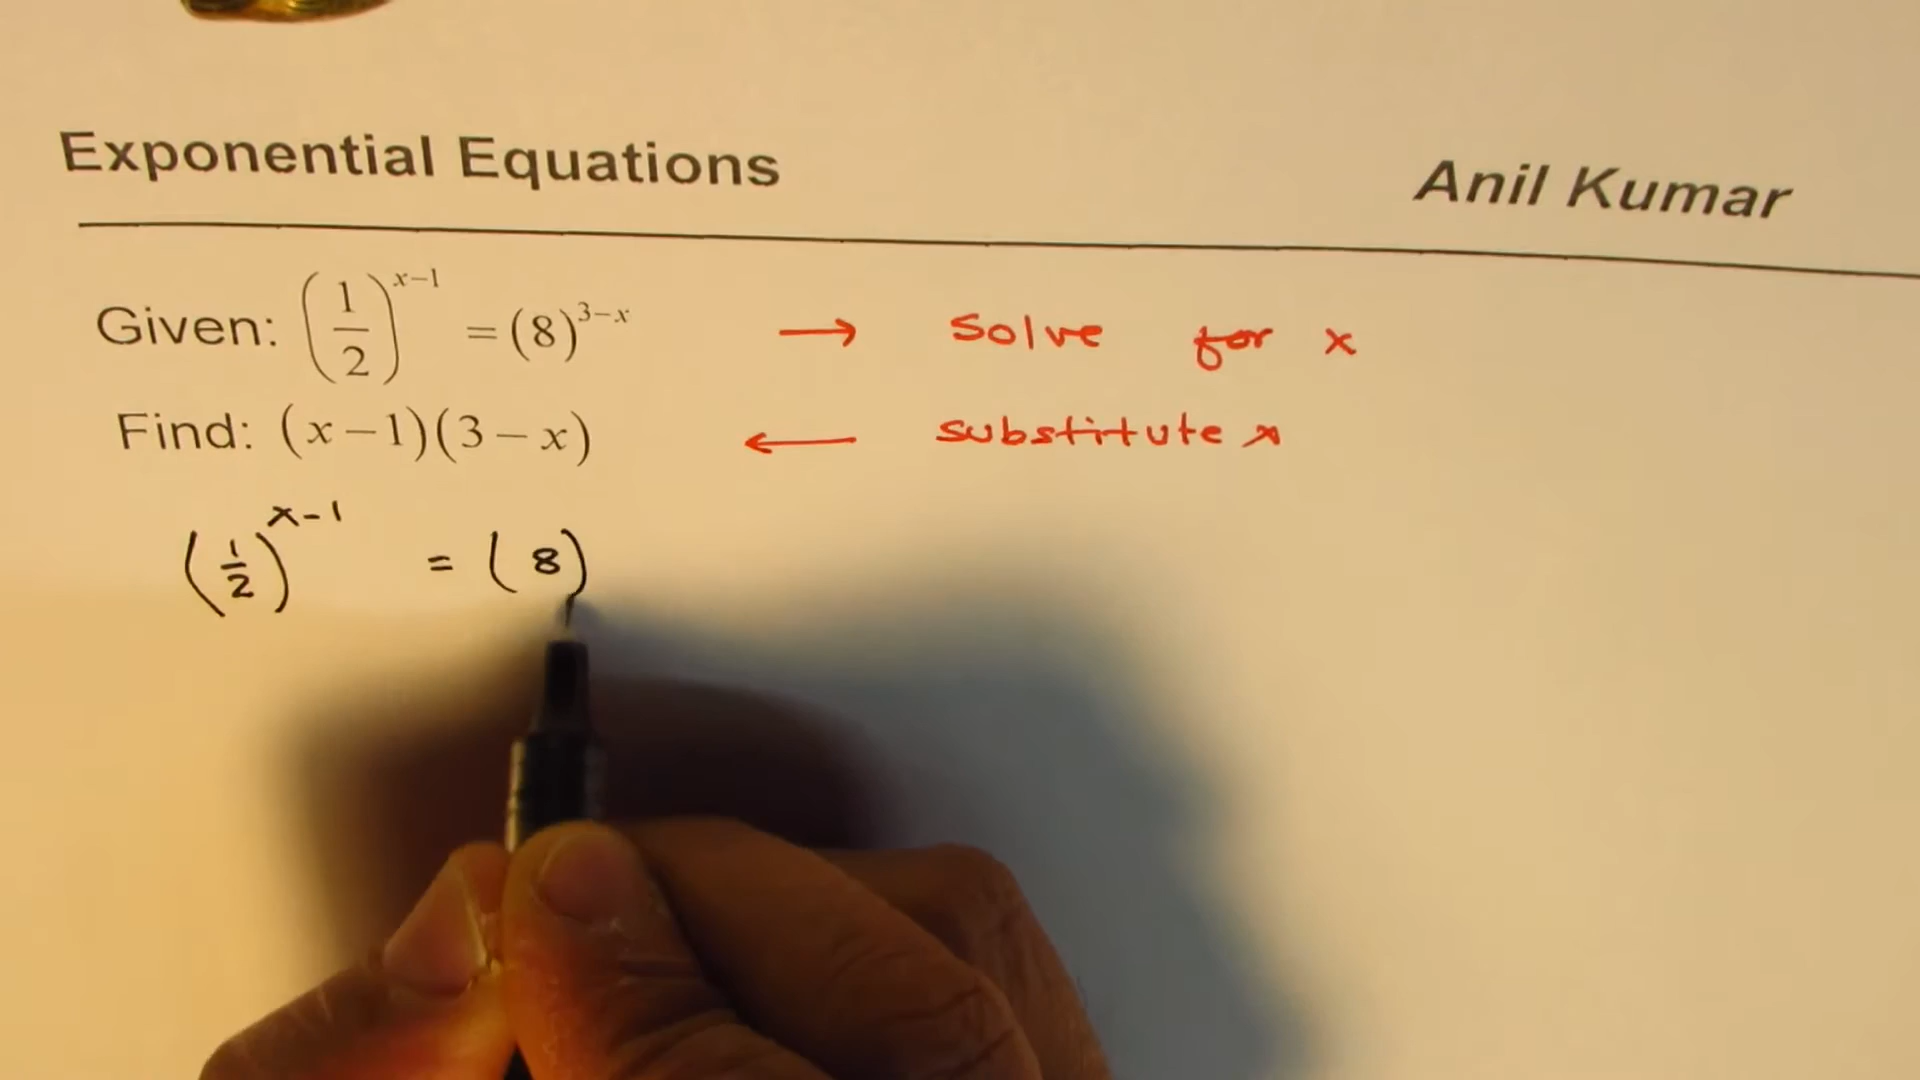 Exponential Equations
Anil Kumar
Given: (1/2)^(x−1) = (8)^(3−x) → Solve for x
Find: (x−1)(3−x) ← substitute x
(1/2)^(x-1) = (8)